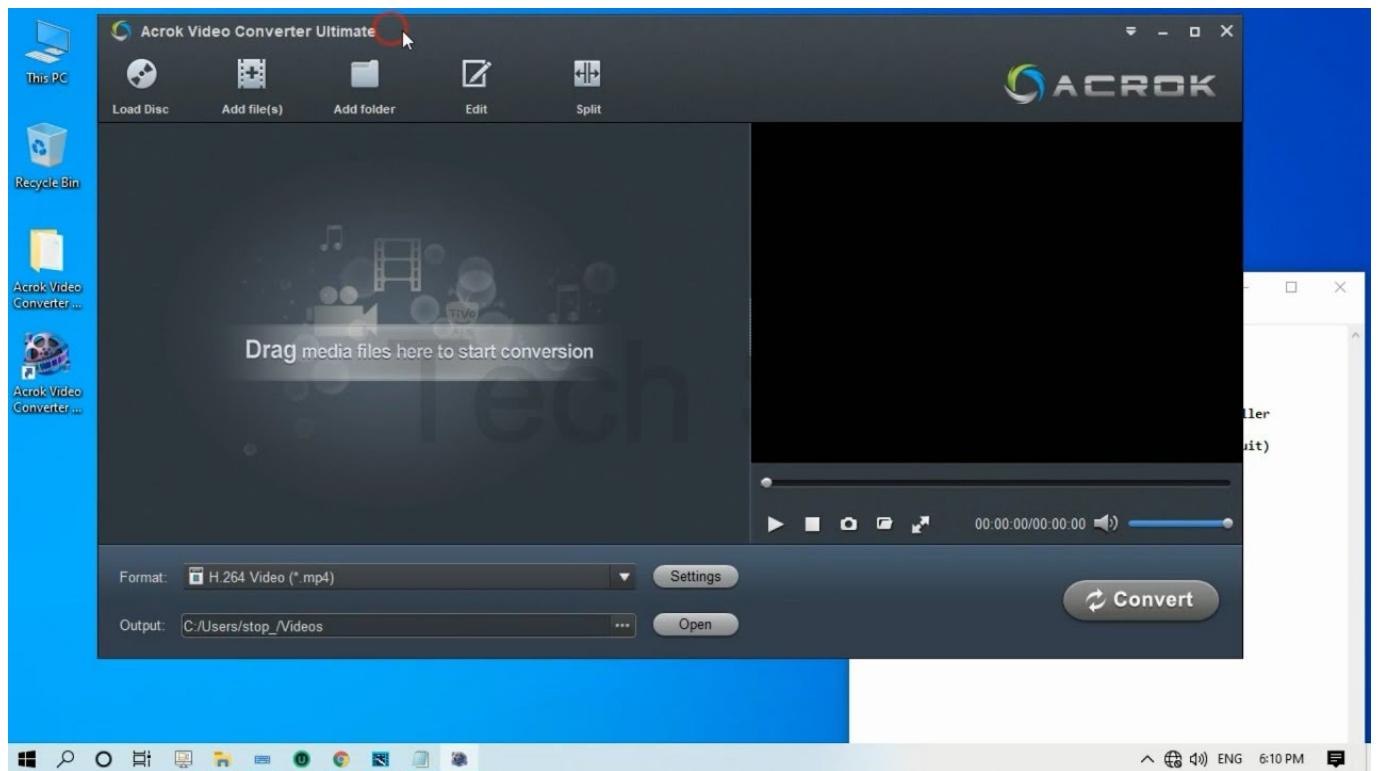 This PC
Recycle Bin
Acrok Video
Converter ...
Acrok Video
Converter ...
Acrok Video Converter Ultimate
Load Disc
Add file(s)
Add folder
Edit
Split
ACROK
TiVo
Drag media files here to start conversion
Tech
00:00:00/00:00:00
Format:
H.264 Video (*.mp4)
Settings
Output:
C:/Users/stop_/Videos
...
Open
Convert
ller
uit)
ENG
6:10 PM